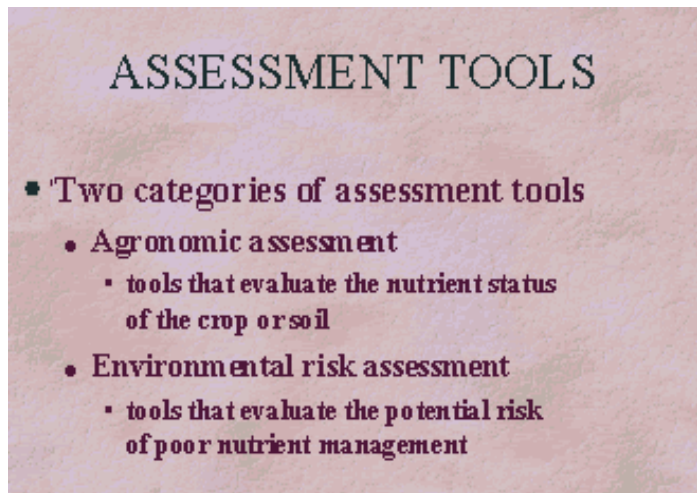 ASSESSMENT TOOLS
• Two categories of assessment tools
• Agronomic assessment
▪ tools that evaluate the nutrient status
of the crop or soil
• Environmental risk assessment
▪ tools that evaluate the potential risk
of poor nutrient management